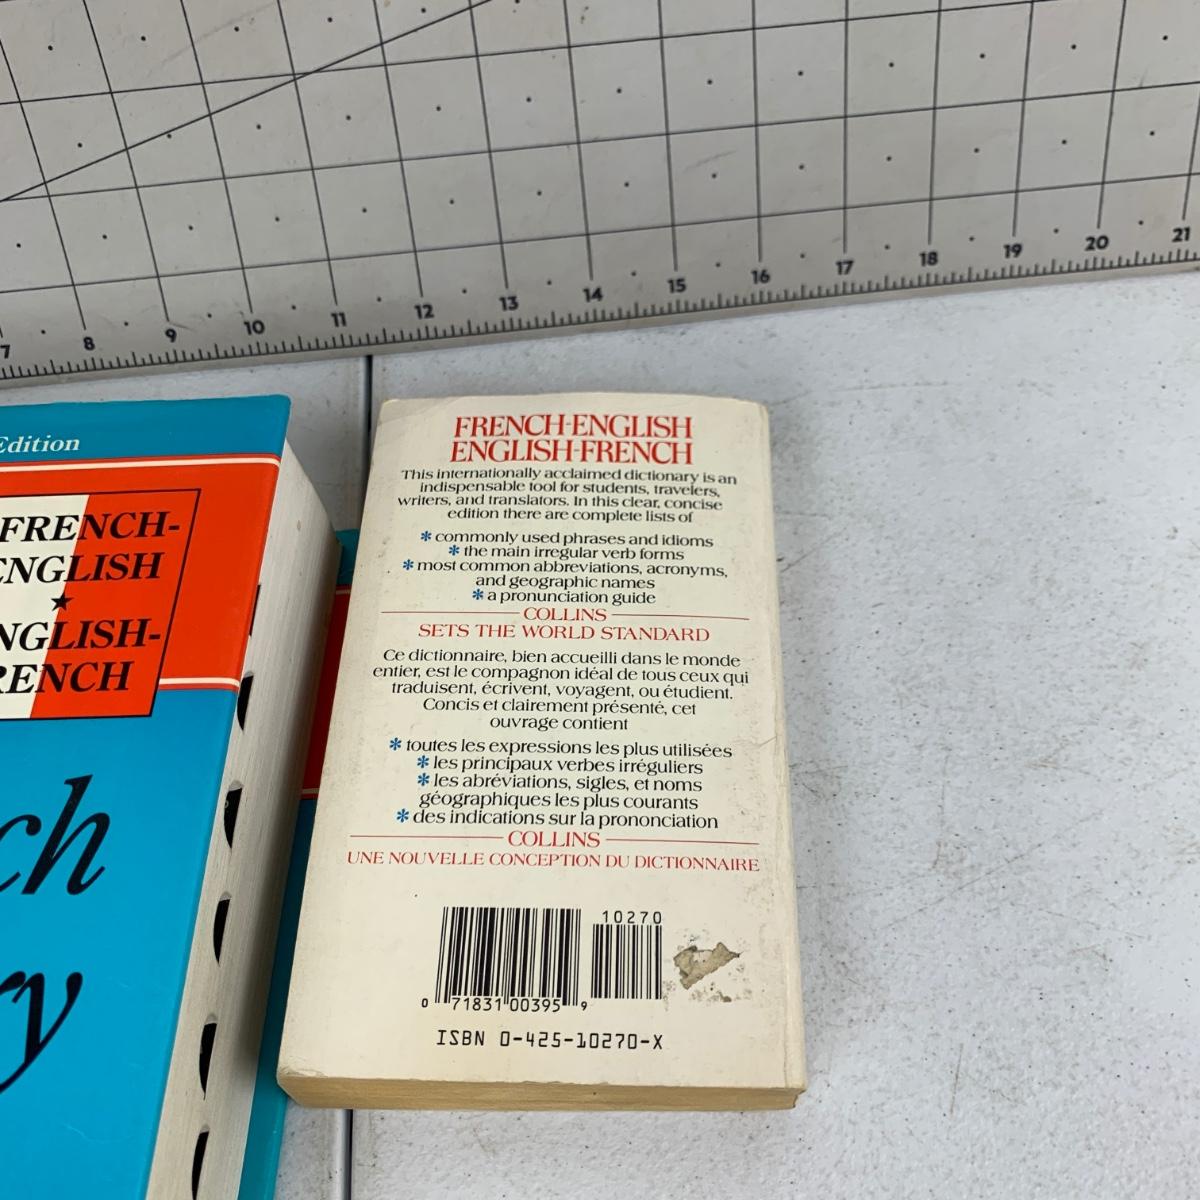 7 8 9 10 11 12 13 14 15 16 17 18 19 20 21
Edition
FRENCH-
ENGLISH
★
ENGLISH-
FRENCH
ch
ry
FRENCH-ENGLISH
ENGLISH-FRENCH
This internationally acclaimed dictionary is an
indispensable tool for students, travelers,
writers, and translators. In this clear, concise
edition there are complete lists of
* commonly used phrases and idioms
* the main irregular verb forms
* most common abbreviations, acronyms,
and geographic names
* a pronunciation guide
COLLINS
SETS THE WORLD STANDARD
Ce dictionnaire, bien accueilli dans le monde
entier, est le compagnon idéal de tous ceux qui
traduisent, écrivent, voyagent, ou étudient.
Concis et clairement présenté, cet
ouvrage contient
* toutes les expressions les plus utilisées
* les principaux verbes irréguliers
* les abréviations, sigles, et noms
géographiques les plus courants
* des indications sur la prononciation
COLLINS
UNE NOUVELLE CONCEPTION DU DICTIONNAIRE
10270
0 71831 00395 9
ISBN 0-425-10270-X